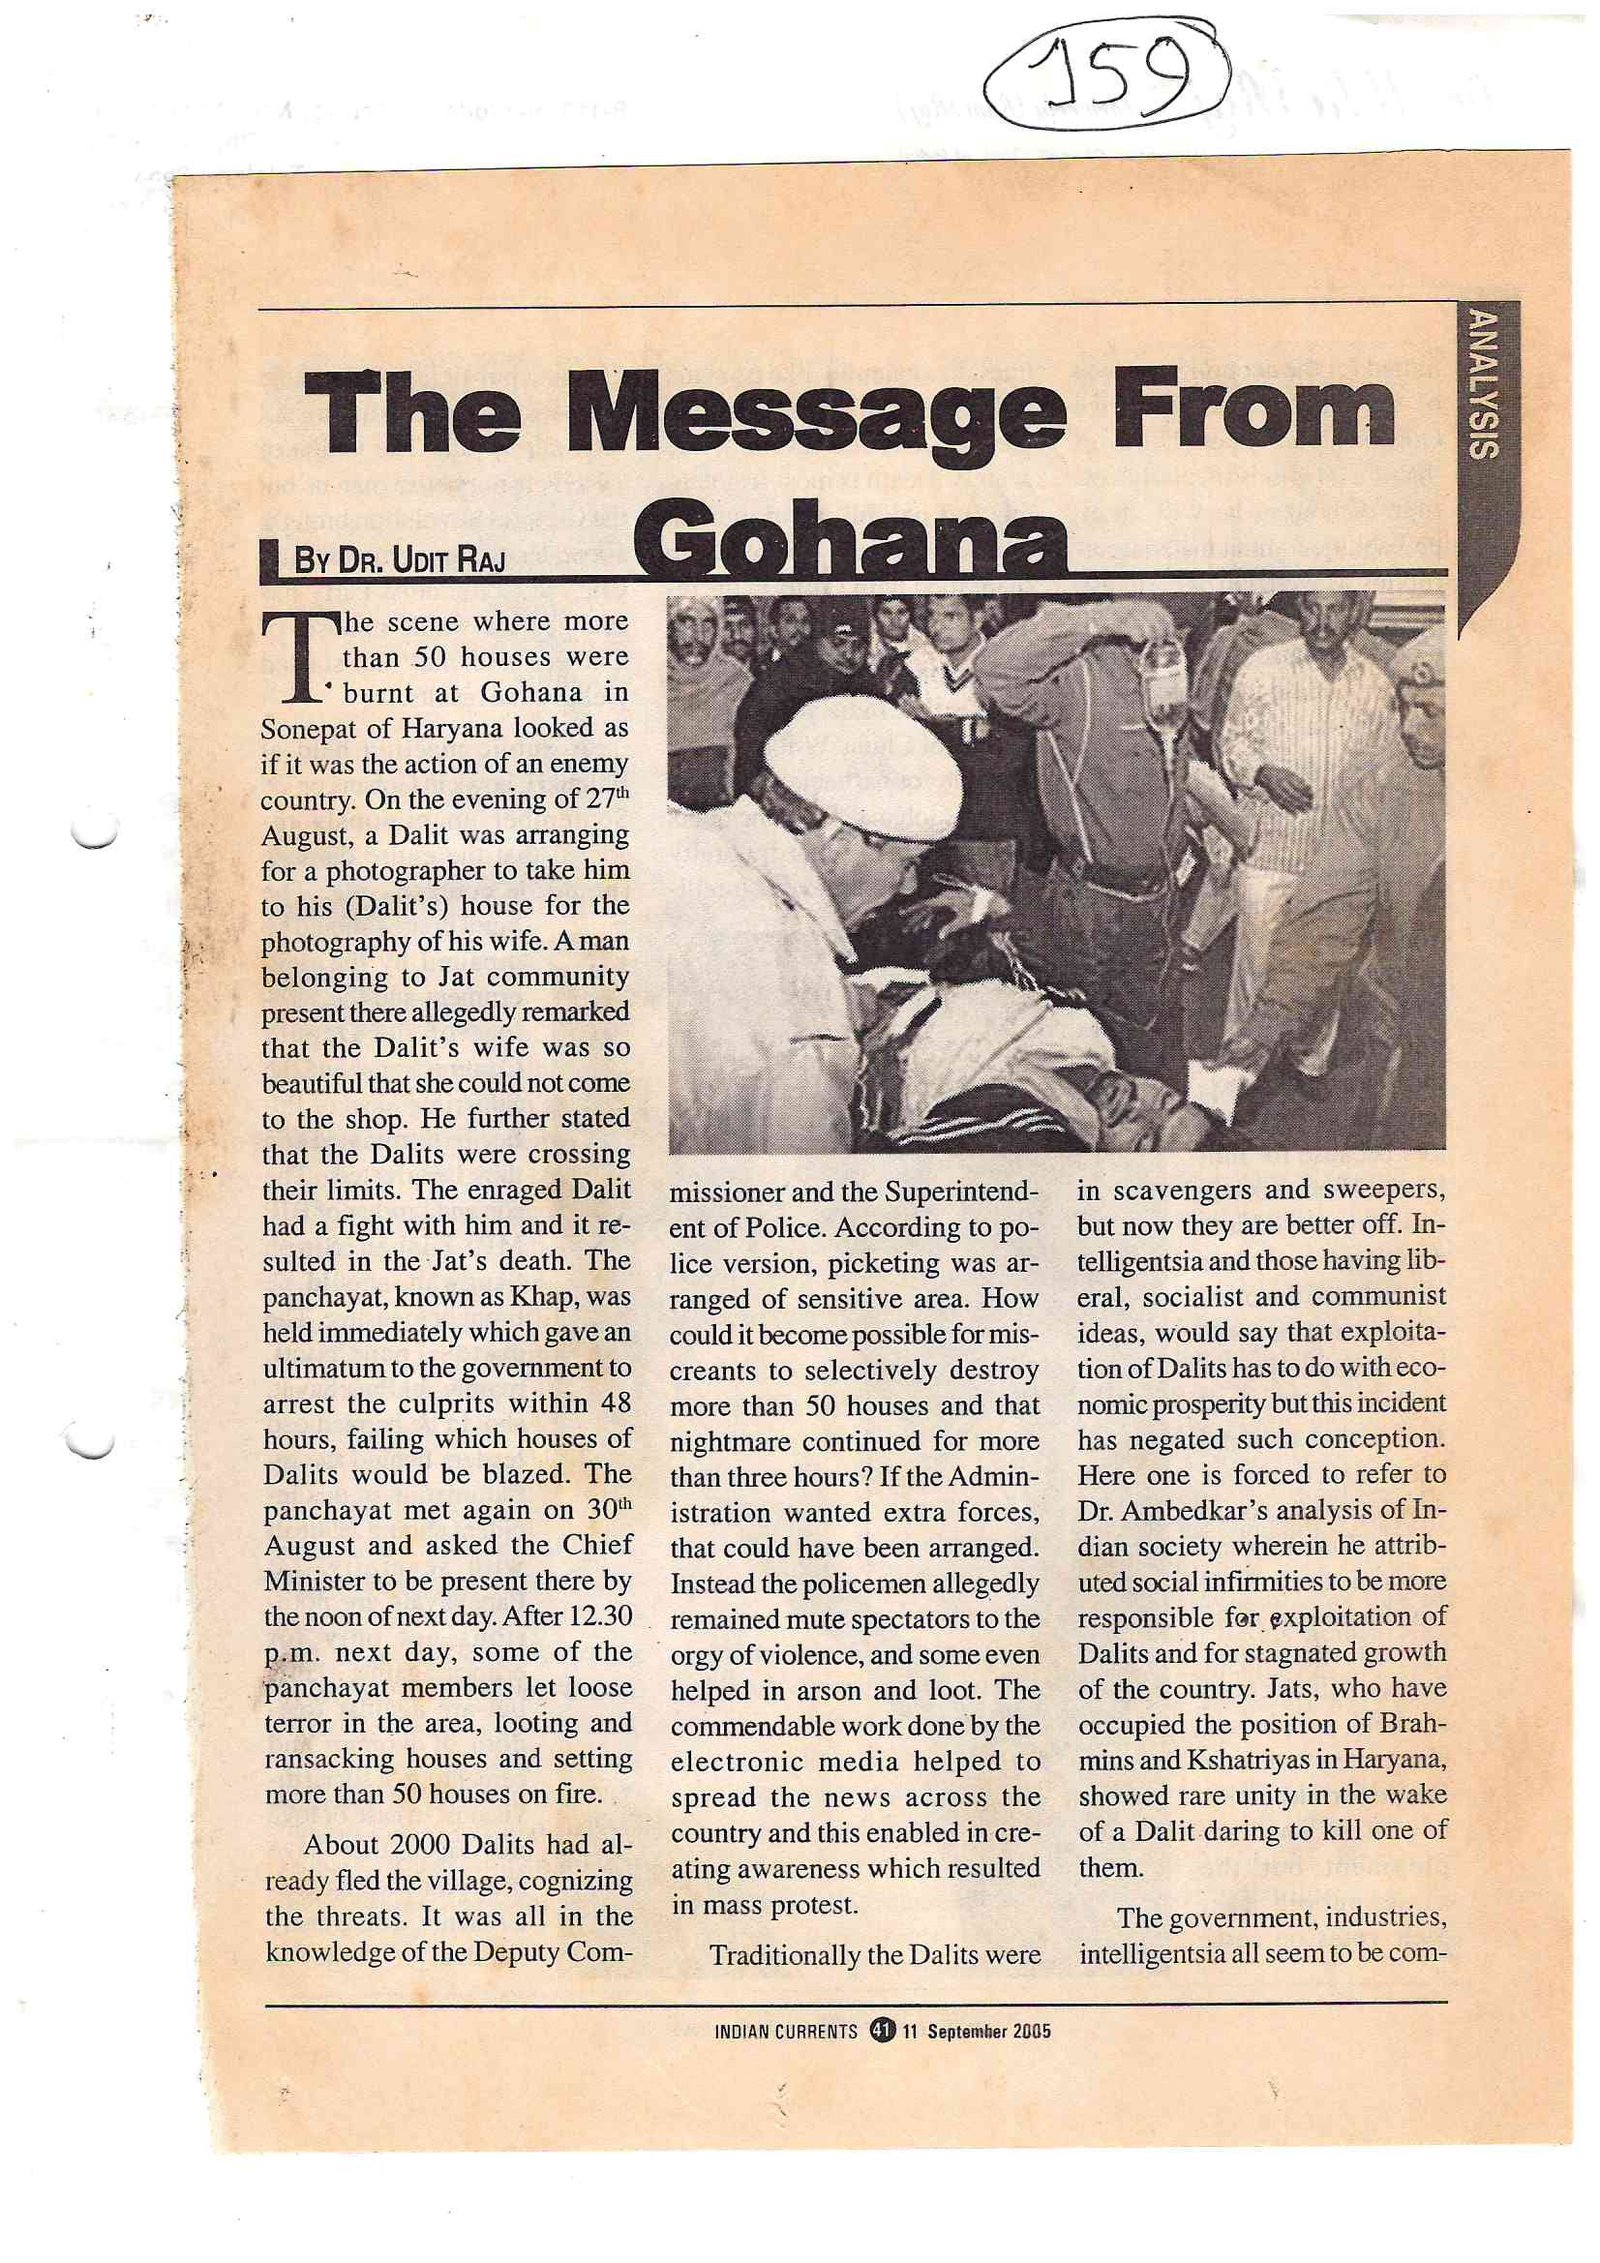 159
ANALYSIS
The Message From
Gohana
BY DR. UDIT RAJ
The scene where more
than 50 houses were
burnt at Gohana in
Sonepat of Haryana looked as
if it was the action of an enemy
country. On the evening of 27th
August, a Dalit was arranging
for a photographer to take him
to his (Dalit's) house for the
photography of his wife. A man
belonging to Jat community
present there allegedly remarked
that the Dalit's wife was so
beautiful that she could not come
to the shop. He further stated
that the Dalits were crossing
their limits. The enraged Dalit
had a fight with him and it re-
sulted in the Jat's death. The
panchayat, known as Khap, was
held immediately which gave an
ultimatum to the government to
arrest the culprits within 48
hours, failing which houses of
Dalits would be blazed. The
panchayat met again on 30th
August and asked the Chief
Minister to be present there by
the noon of next day. After 12.30
p.m. next day, some of the
panchayat members let loose
terror in the area, looting and
ransacking houses and setting
more than 50 houses on fire.
About 2000 Dalits had al-
ready fled the village, cognizing
the threats. It was all in the
knowledge of the Deputy Com-
missioner and the Superintend-
ent of Police. According to po-
lice version, picketing was ar-
ranged of sensitive area. How
could it become possible for mis-
creants to selectively destroy
more than 50 houses and that
nightmare continued for more
than three hours? If the Admin-
istration wanted extra forces,
that could have been arranged.
Instead the policemen allegedly
remained mute spectators to the
orgy of violence, and some even
helped in arson and loot. The
commendable work done by the
electronic media helped to
spread the news across the
country and this enabled in cre-
ating awareness which resulted
in mass protest.
Traditionally the Dalits were
in scavengers and sweepers,
but now they are better off. In-
telligentsia and those having lib-
eral, socialist and communist
ideas, would say that exploita-
tion of Dalits has to do with eco-
nomic prosperity but this incident
has negated such conception.
Here one is forced to refer to
Dr. Ambedkar's analysis of In-
dian society wherein he attrib-
uted social infirmities to be more
responsible for exploitation of
Dalits and for stagnated growth
of the country. Jats, who have
occupied the position of Brah-
mins and Kshatriyas in Haryana,
showed rare unity in the wake
of a Dalit daring to kill one of
them.
The government, industries,
intelligentsia all seem to be com-
INDIAN CURRENTS 41 11 September 2005